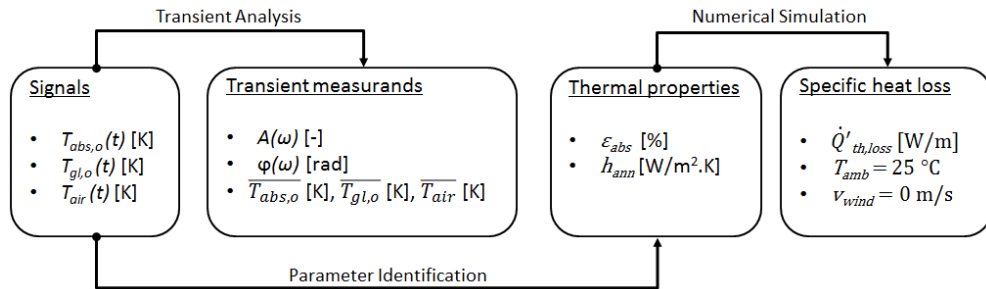 Transient Analysis
Numerical Simulation
Signals
• T_abs,o(t) [K]
• T_gl,o(t) [K]
• T_air(t) [K]
Transient measurands
• A(ω) [-]
• φ(ω) [rad]
• T̅_abs,o [K], T̅_gl,o [K], T̅_air [K]
Thermal properties
• ε_abs [%]
• h_ann [W/m².K]
Specific heat loss
• Q̇'_th,loss [W/m]
• T_amb = 25 °C
• v_wind = 0 m/s
Parameter Identification